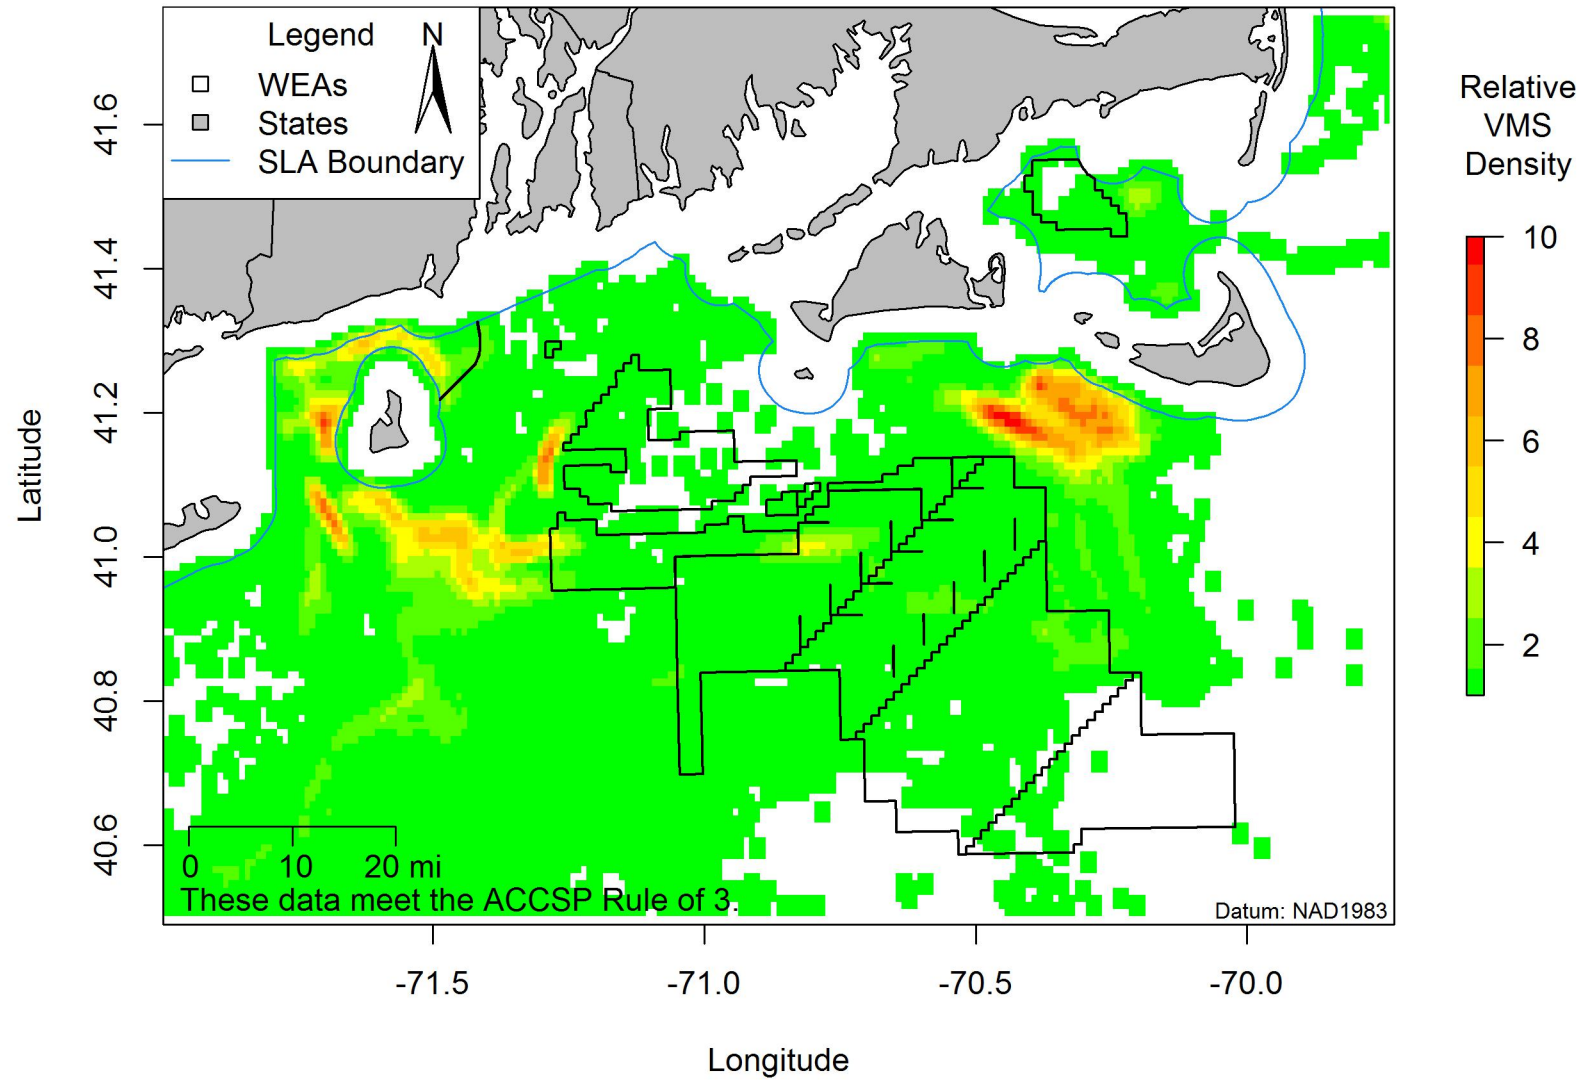 Legend
N
WEAs
States
SLA Boundary
Relative
VMS
Density
10
8
6
4
2
Latitude
41.6
41.4
41.2
41.0
40.8
40.6
0 10 20 mi
These data meet the ACCSP Rule of 3.
Datum: NAD1983
-71.5 -71.0 -70.5 -70.0
Longitude